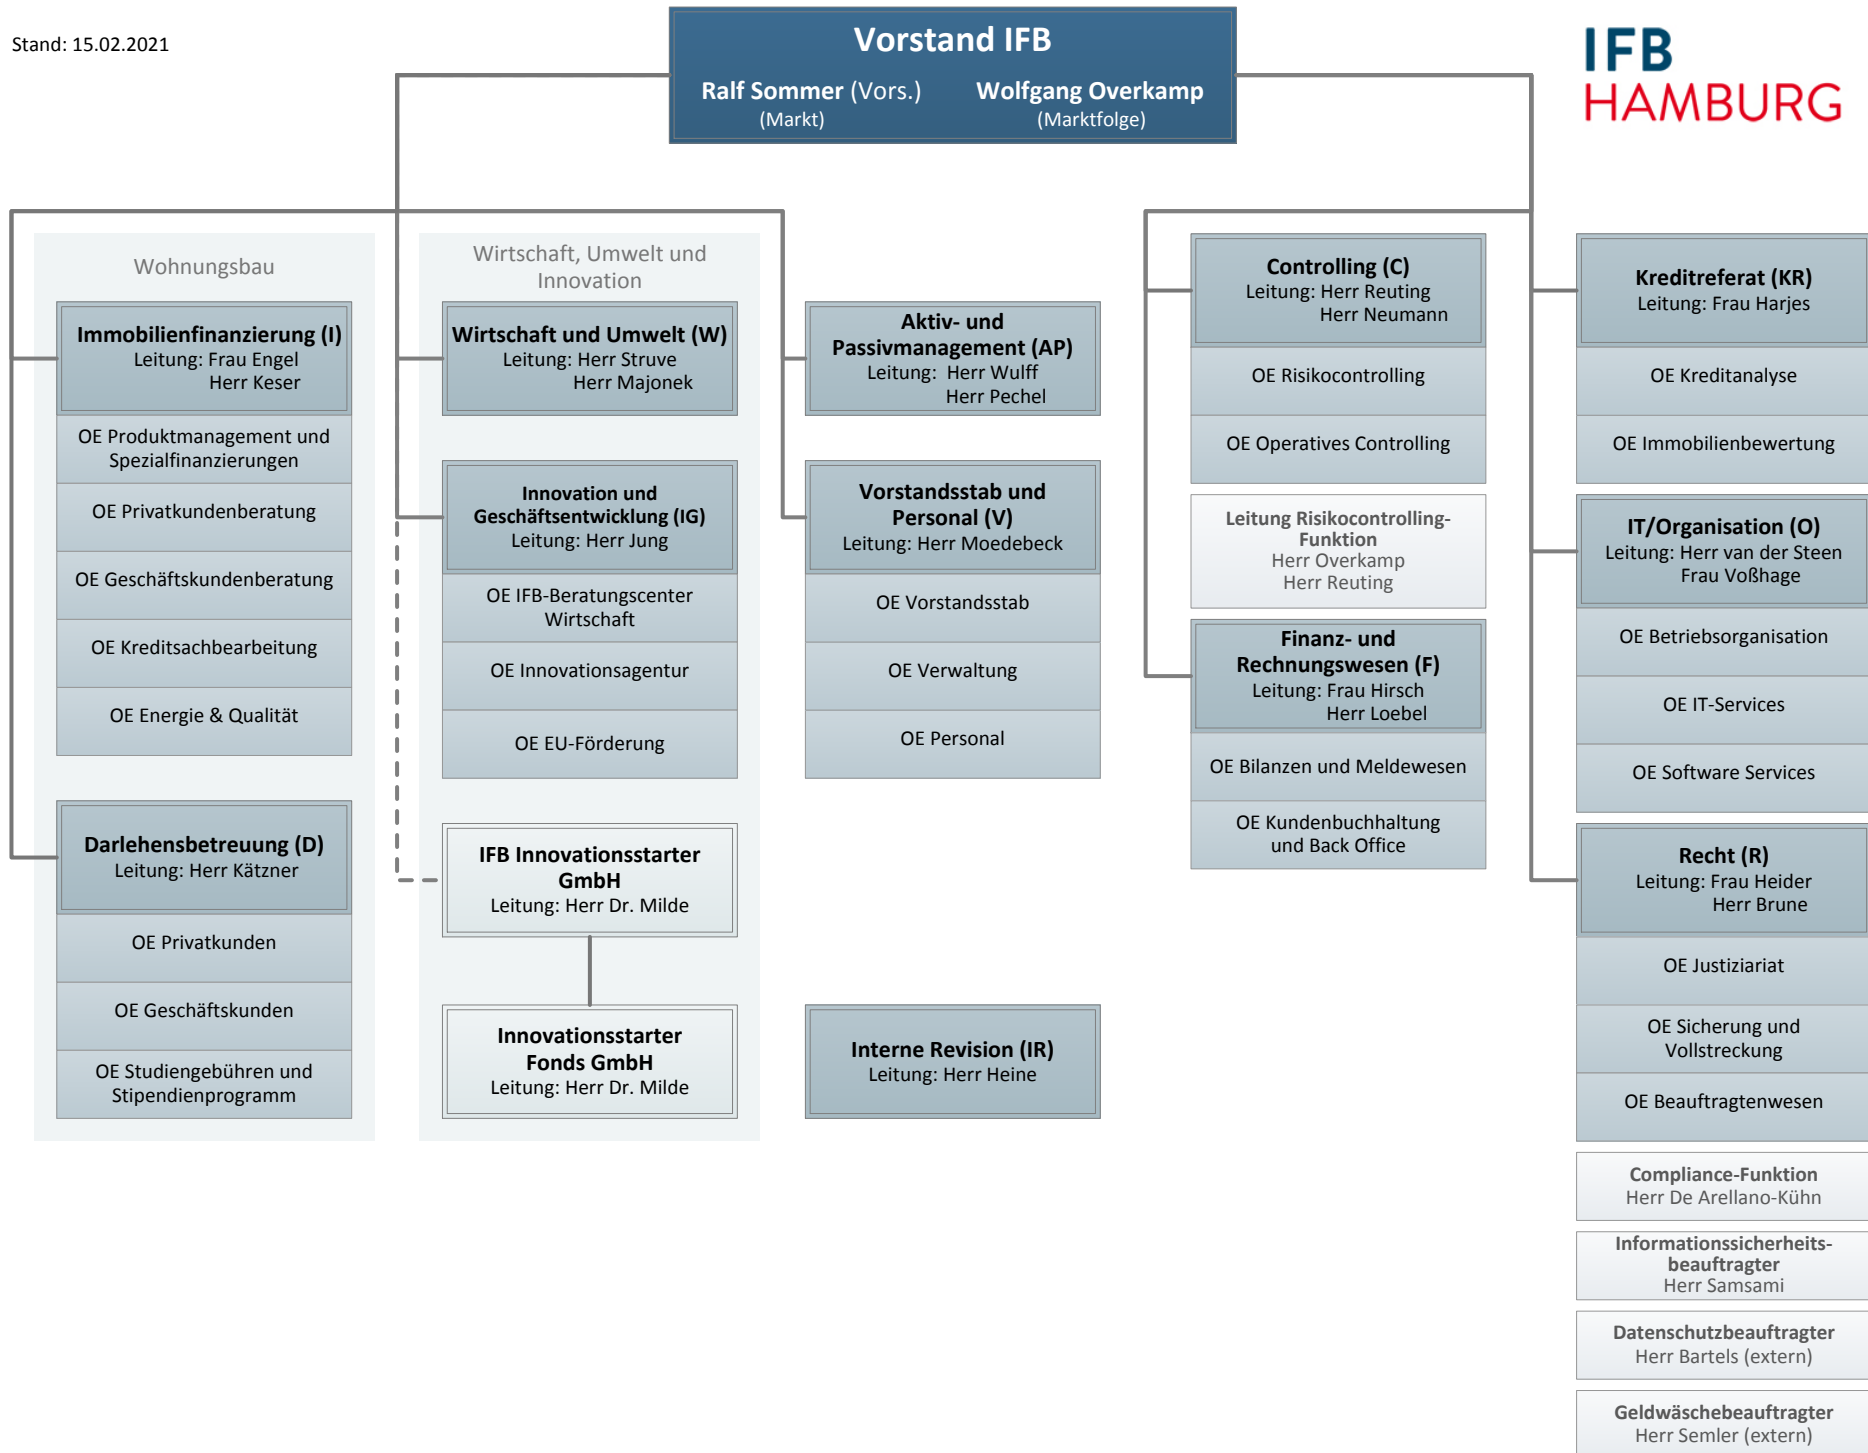 Stand: 15.02.2021
Vorstand IFB
Ralf Sommer (Vors.)
(Markt)
Wolfgang Overkamp
(Marktfolge)
IFB
HAMBURG
Wohnungsbau
Immobilienfinanzierung (I)
Leitung: Frau Engel
Herr Keser
OE Produktmanagement und
Spezialfinanzierungen
OE Privatkundenberatung
OE Geschäftskundenberatung
OE Kreditsachbearbeitung
OE Energie & Qualität
Darlehensbetreuung (D)
Leitung: Herr Kätzner
OE Privatkunden
OE Geschäftskunden
OE Studiengebühren und
Stipendienprogramm
Wirtschaft, Umwelt und
Innovation
Wirtschaft und Umwelt (W)
Leitung: Herr Struve
Herr Majonek
Innovation und
Geschäftsentwicklung (IG)
Leitung: Herr Jung
OE IFB-Beratungscenter
Wirtschaft
OE Innovationsagentur
OE EU-Förderung
IFB Innovationsstarter
GmbH
Leitung: Herr Dr. Milde
Innovationsstarter
Fonds GmbH
Leitung: Herr Dr. Milde
Aktiv- und
Passivmanagement (AP)
Leitung: Herr Wulff
Herr Pechel
Vorstandsstab und
Personal (V)
Leitung: Herr Moedebeck
OE Vorstandsstab
OE Verwaltung
OE Personal
Interne Revision (IR)
Leitung: Herr Heine
Controlling (C)
Leitung: Herr Reuting
Herr Neumann
OE Risikocontrolling
OE Operatives Controlling
Leitung Risikocontrolling-
Funktion
Herr Overkamp
Herr Reuting
Finanz- und
Rechnungswesen (F)
Leitung: Frau Hirsch
Herr Loebel
OE Bilanzen und Meldewesen
OE Kundenbuchhaltung
und Back Office
Kreditreferat (KR)
Leitung: Frau Harjes
OE Kreditanalyse
OE Immobilienbewertung
IT/Organisation (O)
Leitung: Herr van der Steen
Frau Voßhage
OE Betriebsorganisation
OE IT-Services
OE Software Services
Recht (R)
Leitung: Frau Heider
Herr Brune
OE Justiziariat
OE Sicherung und
Vollstreckung
OE Beauftragtenwesen
Compliance-Funktion
Herr De Arellano-Kühn
Informationssicherheits-
beauftragter
Herr Samsami
Datenschutzbeauftragter
Herr Bartels (extern)
Geldwäschebeauftragter
Herr Semler (extern)